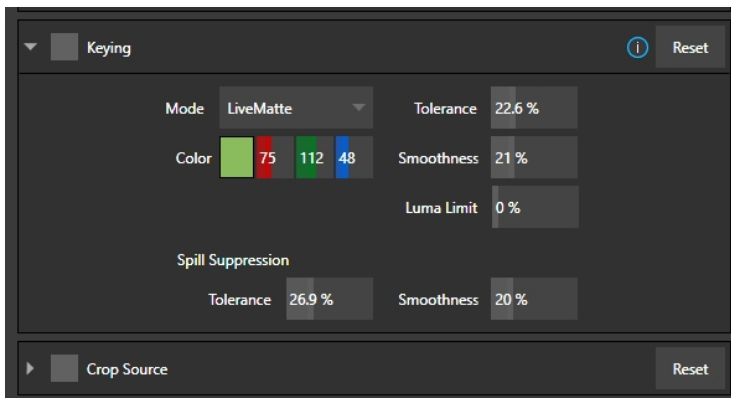 Keying i Reset
Mode LiveMatte Tolerance 22.6 %
Color 75 112 48 Smoothness 21 %
Luma Limit 0 %
Spill Suppression
Tolerance 26.9 % Smoothness 20 %
Crop Source Reset